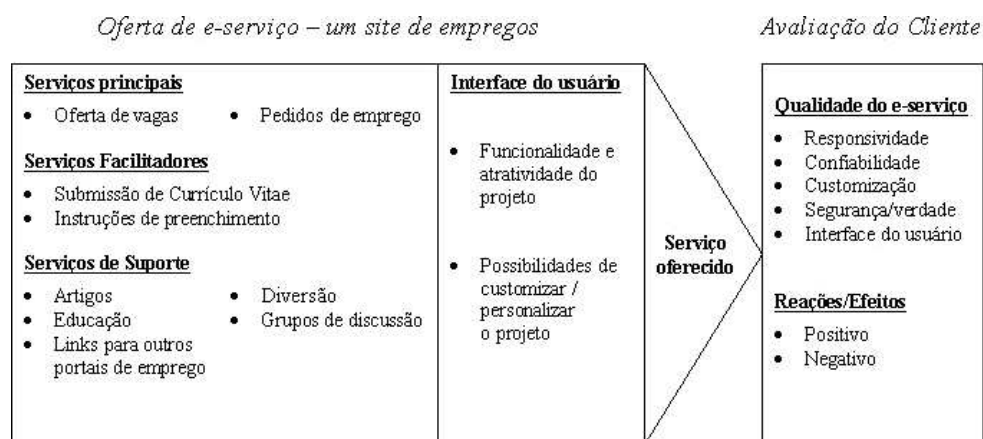 Oferta de e-serviço – um site de empregos
Avaliação do Cliente
Serviços principais
• Oferta de vagas
• Pedidos de emprego
Serviços Facilitadores
• Submissão de Currículo Vitae
• Instruções de preenchimento
Serviços de Suporte
• Artigos
• Educação
• Links para outros
portais de emprego
• Diversão
• Grupos de discussão
Interface do usuário
• Funcionalidade e
atratividade do
projeto
• Possibilidades de
customizar /
personalizar
o projeto
Serviço
oferecido
Qualidade do e-serviço
• Responsividade
• Confiabilidade
• Customização
• Segurança/verdade
• Interface do usuário
Reações/Efeitos
• Positivo
• Negativo